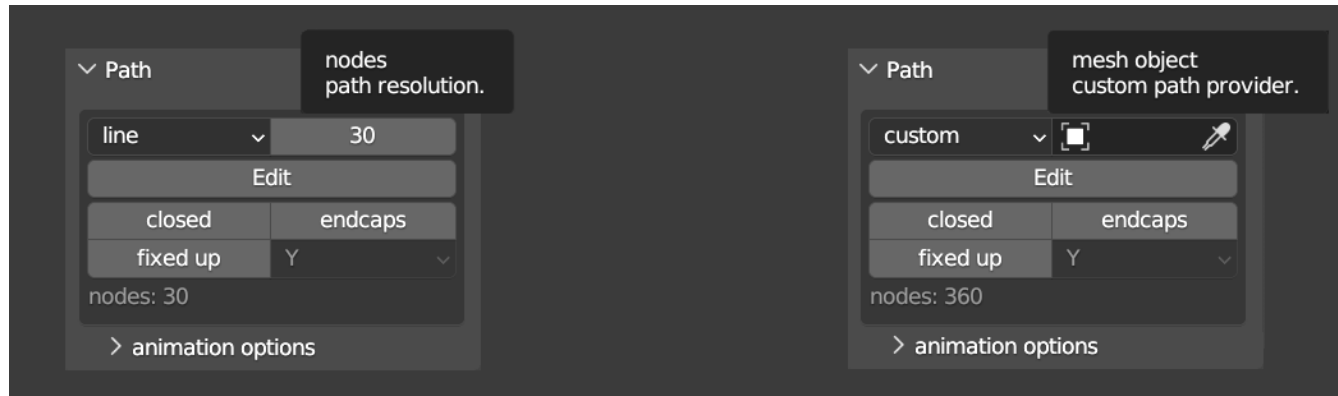 Path
nodes
path resolution.
line 30
Edit
closed endcaps
fixed up Y
nodes: 30
animation options
Path
mesh object
custom path provider.
custom
Edit
closed endcaps
fixed up Y
nodes: 360
animation options